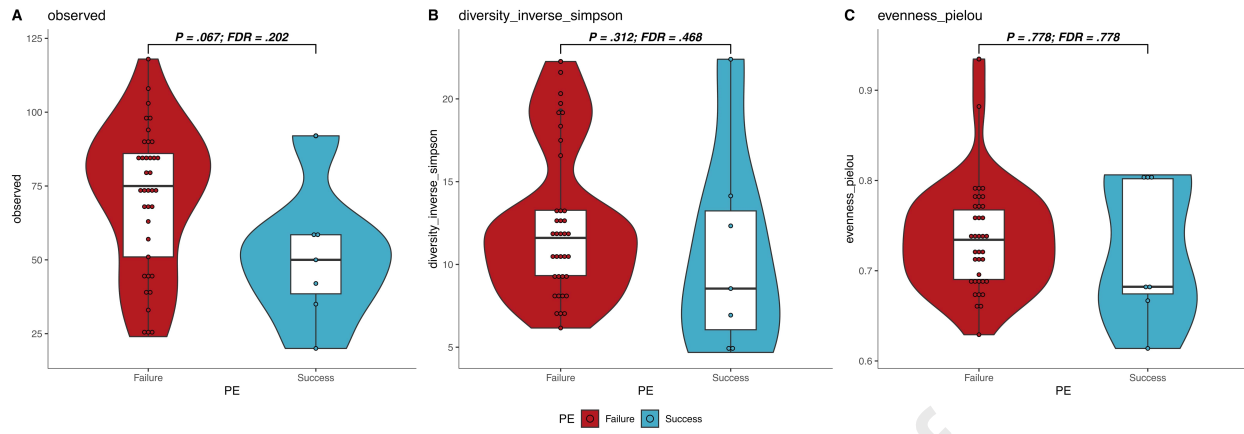 A observed
P = .067; FDR = .202
125
100
75
50
25
observed
Failure Success
PE
B diversity_inverse_simpson
P = .312; FDR = .468
20
15
10
5
diversity_inverse_simpson
Failure Success
PE
C evenness_pielou
P = .778; FDR = .778
0.9
0.8
0.7
0.6
evenness_pielou
Failure Success
PE
PE Failure Success